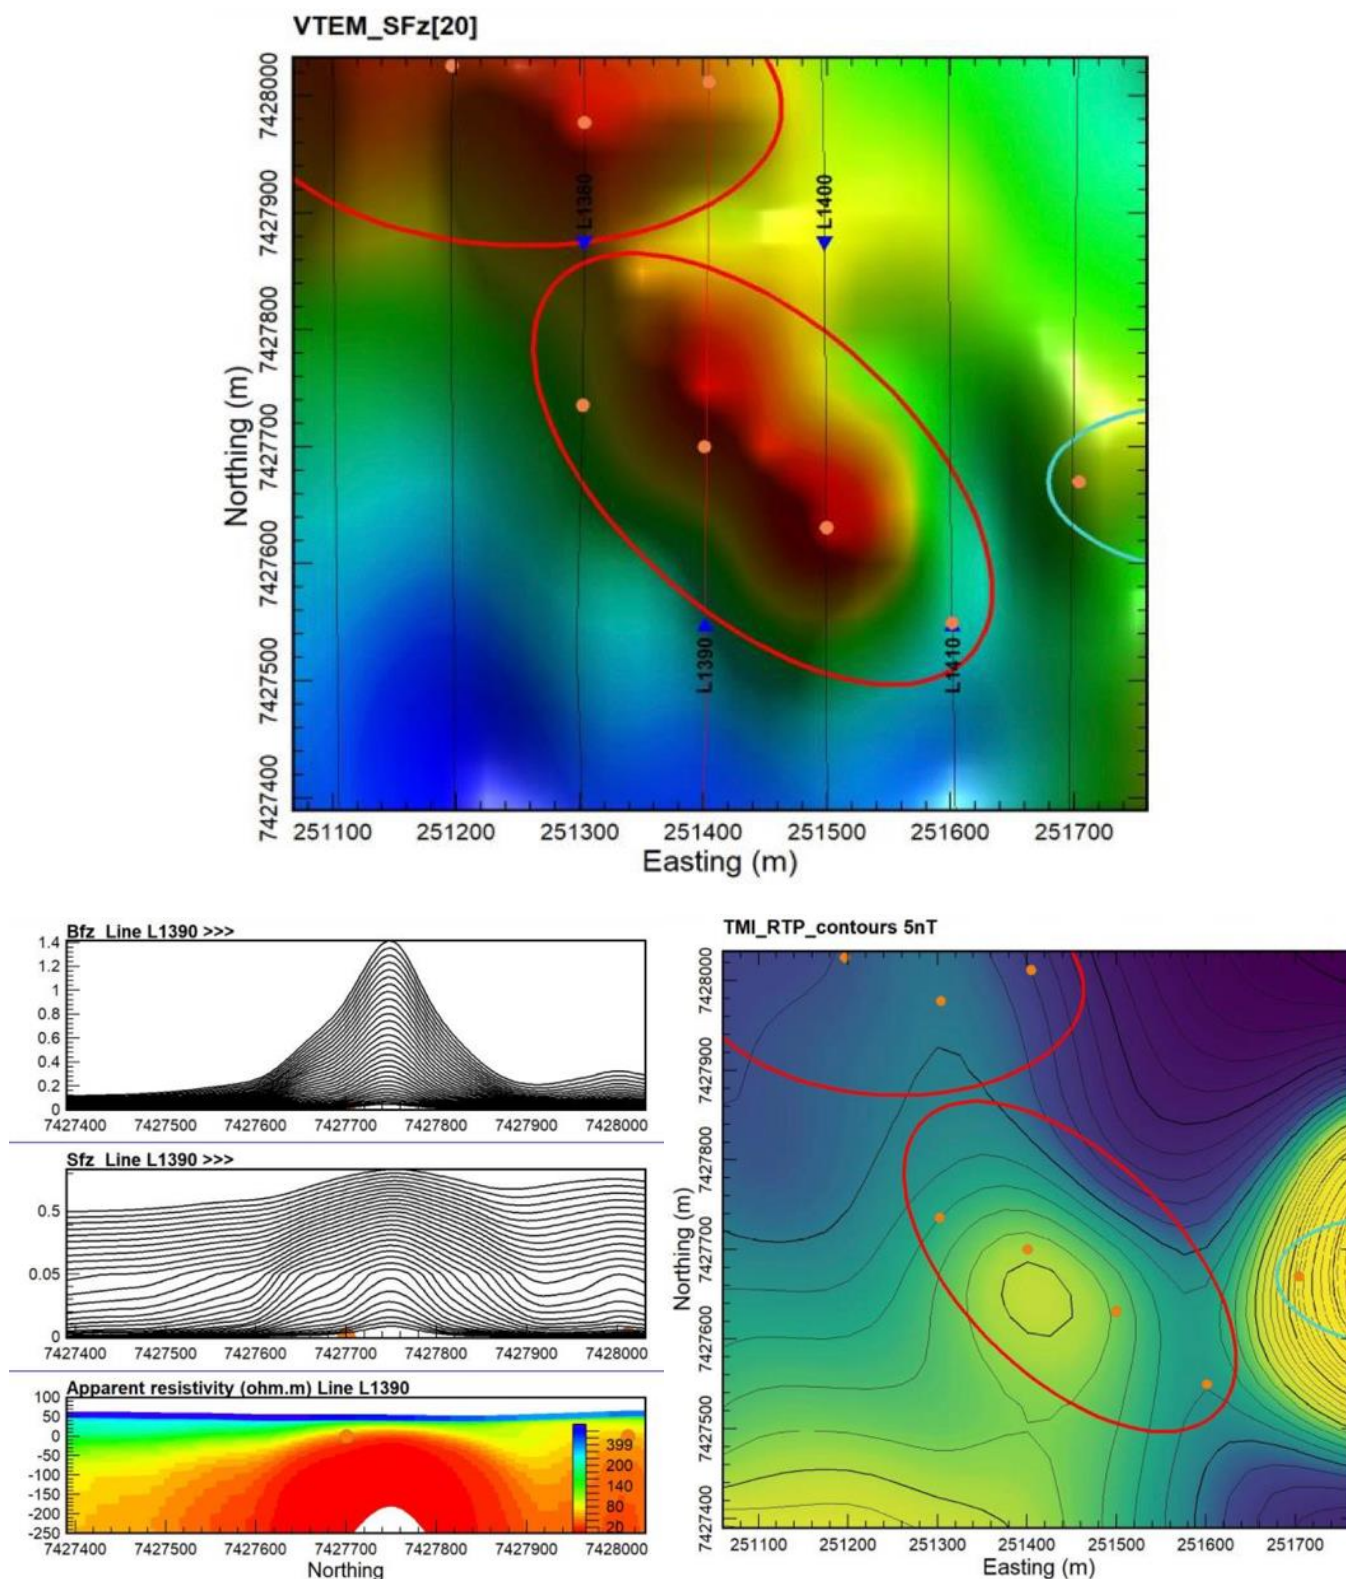 VTEM_SFz[20]
7428000
7427900
7427800
7427700
7427600
7427500
7427400
Northing (m)
L1380
L1400
L1390
L1410
251100 251200 251300 251400 251500 251600 251700
Easting (m)
Bfz Line L1390 >>>
1.4
1.2
1
0.8
0.6
0.4
0.2
0
7427400 7427500 7427600 7427700 7427800 7427900 7428000
Sfz Line L1390 >>>
0.5
0.05
0
7427400 7427500 7427600 7427700 7427800 7427900 7428000
Apparent resistivity (ohm.m) Line L1390
100
50
0
-50
-100
-150
-200
-250
399
200
140
80
20
7427400 7427500 7427600 7427700 7427800 7427900 7428000
Northing
TMI_RTP_contours 5nT
7428000
7427900
7427800
7427700
7427600
7427500
7427400
Northing (m)
251100 251200 251300 251400 251500 251600 251700
Easting (m)